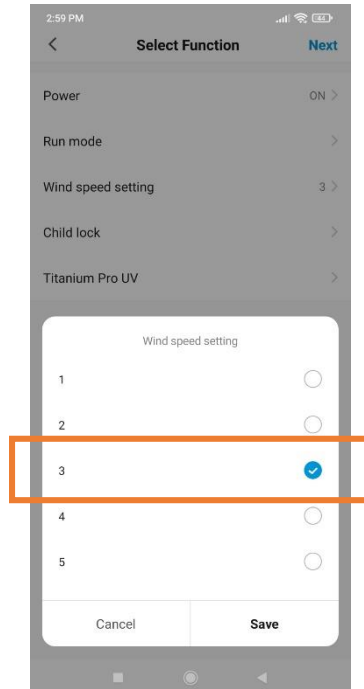 2:59 PM 44
Select Function Next
Power ON
Run mode
Wind speed setting 3
Child lock
Titanium Pro UV
Wind speed setting
1
2
3
4
5
Cancel Save